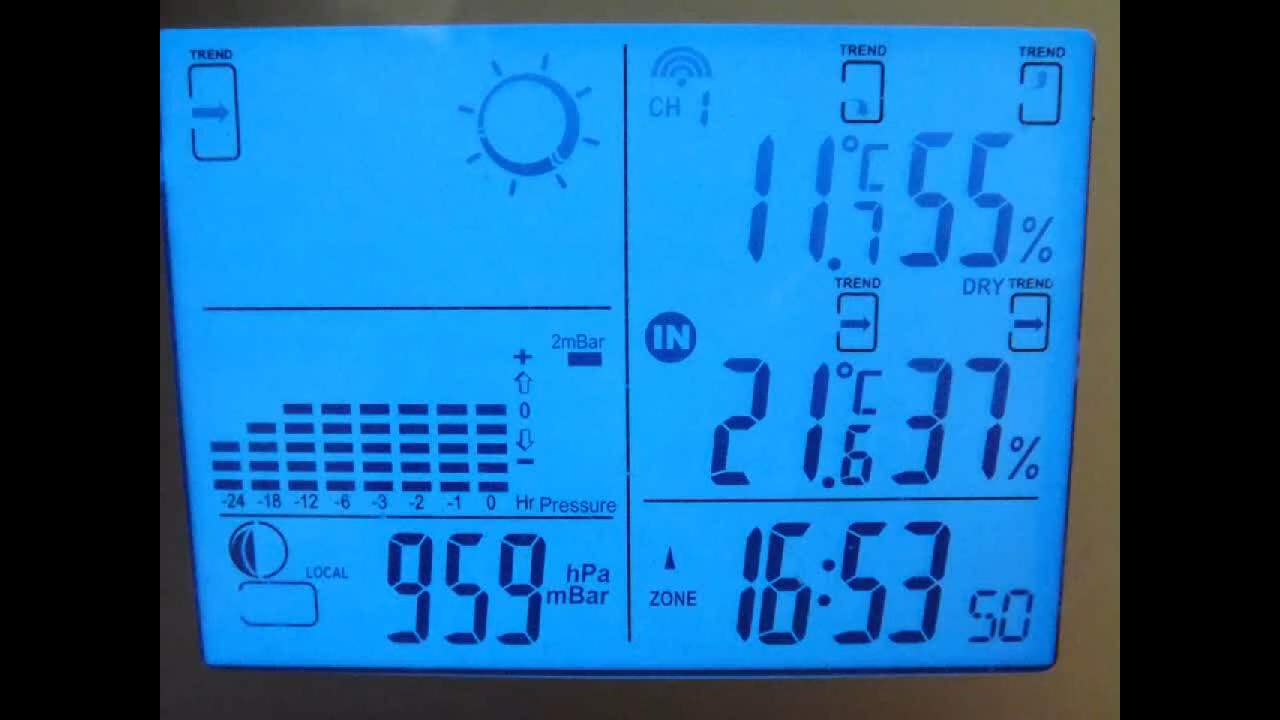 TREND
TREND TREND
CH 1
11.7 °C 55 %
2mBar
+
0
-
-24 -18 -12 -6 -3 -2 -1 0 Hr Pressure
LOCAL
959 hPa mBar
DRY
TREND TREND
IN
21.6 °C 37 %
ZONE
16:53 SO